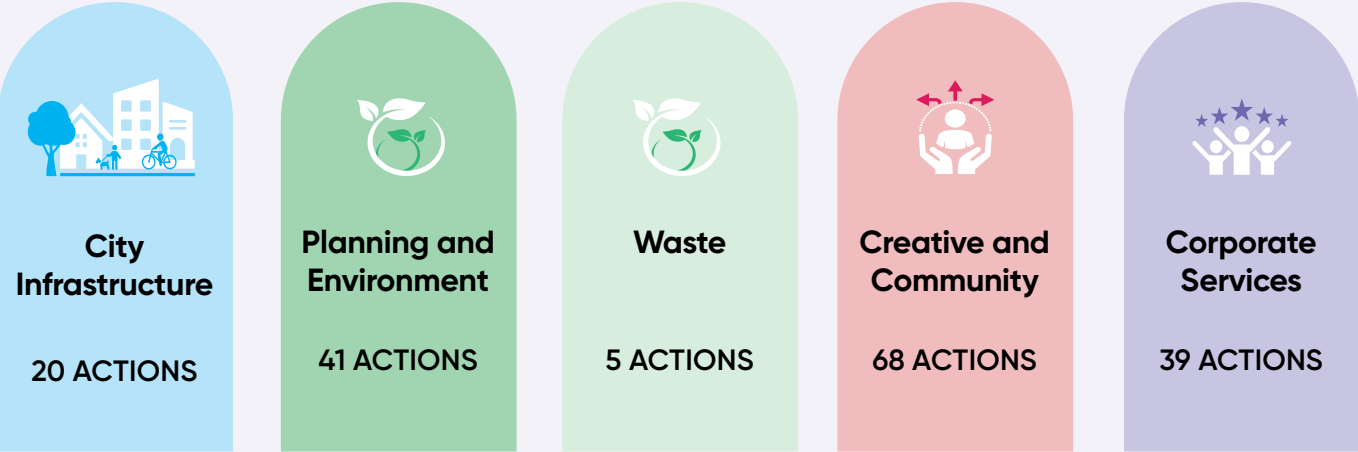 City
Infrastructure
20 ACTIONS
Planning and
Environment
41 ACTIONS
Waste
5 ACTIONS
Creative and
Community
68 ACTIONS
Corporate
Services
39 ACTIONS